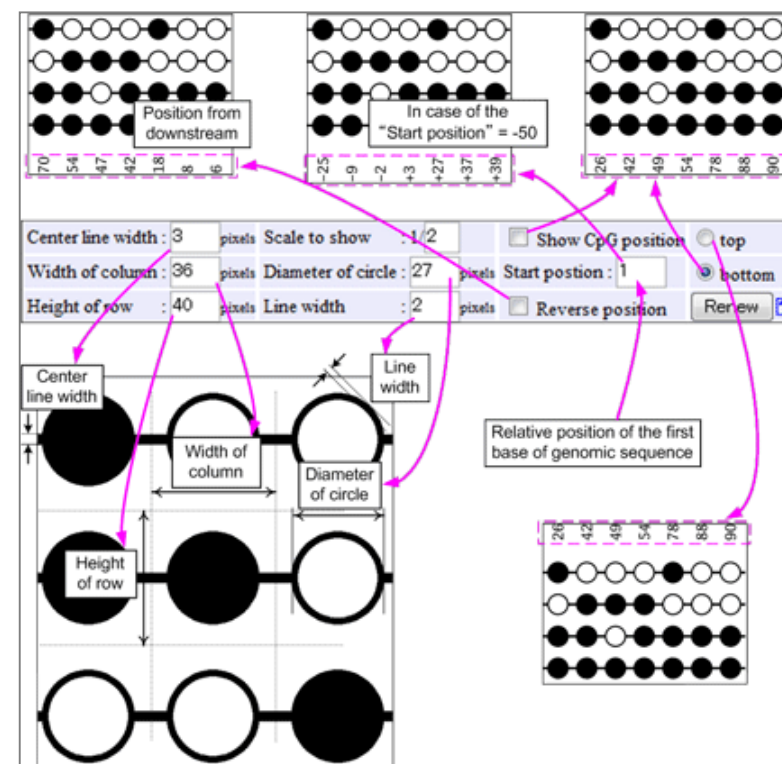 Position from
downstream
In case of the
“Start position” = -50
70 54 47 42 18 8 6
-25 -9 -2 +3 +27 +37 +39
26 42 49 54 78 88 90
Center line width : 3 pixels Scale to show : 1/2 Show CpG position top
Width of column : 36 pixels Diameter of circle : 27 pixels Start postion : 1 bottom
Height of row : 40 pixels Line width : 2 pixels Reverse position Renew
Center
line width
Line
width
Width of
column
Diameter
of circle
Relative position of the first
base of genomic sequence
Height
of row
26 42 49 54 78 88 90